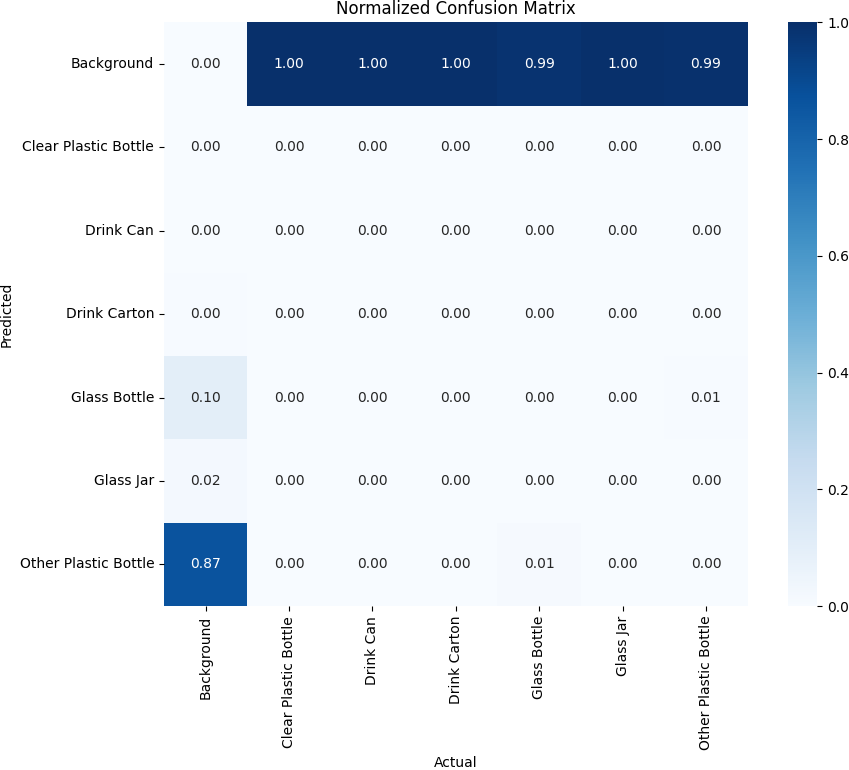 Normalized Confusion Matrix
Background 0.00 1.00 1.00 1.00 0.99 1.00 0.99
Clear Plastic Bottle 0.00 0.00 0.00 0.00 0.00 0.00 0.00
Drink Can 0.00 0.00 0.00 0.00 0.00 0.00 0.00
Drink Carton 0.00 0.00 0.00 0.00 0.00 0.00 0.00
Glass Bottle 0.10 0.00 0.00 0.00 0.00 0.00 0.01
Glass Jar 0.02 0.00 0.00 0.00 0.00 0.00 0.00
Other Plastic Bottle 0.87 0.00 0.00 0.00 0.01 0.00 0.00
Predicted
Background
Clear Plastic Bottle
Drink Can
Drink Carton
Glass Bottle
Glass Jar
Other Plastic Bottle
Actual
1.0
0.8
0.6
0.4
0.2
0.0